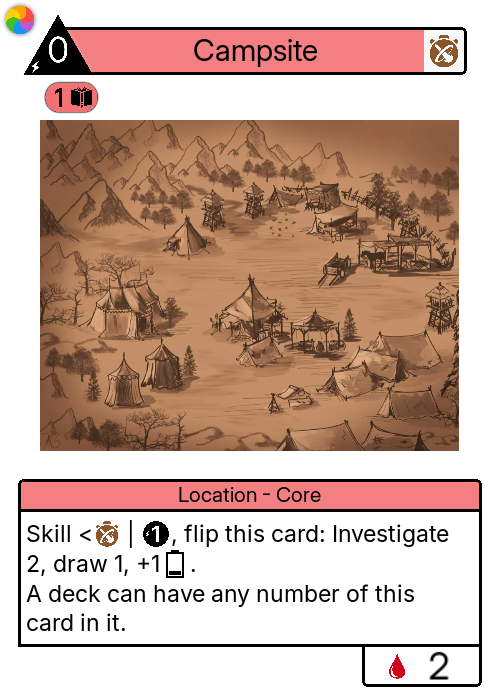 0
Campsite
1
Location - Core
Skill < | 1, flip this card: Investigate
2, draw 1, +1 .
A deck can have any number of this
card in it.
2